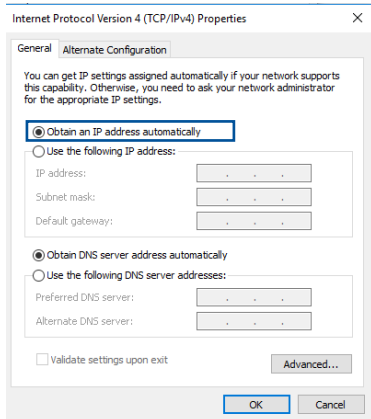 Internet Protocol Version 4 (TCP/IPv4) Properties
General
Alternate Configuration
You can get IP settings assigned automatically if your network supports
this capability. Otherwise, you need to ask your network administrator
for the appropriate IP settings.
Obtain an IP address automatically
Use the following IP address:
IP address:
Subnet mask:
Default gateway:
Obtain DNS server address automatically
Use the following DNS server addresses:
Preferred DNS server:
Alternate DNS server:
Validate settings upon exit
Advanced...
OK
Cancel